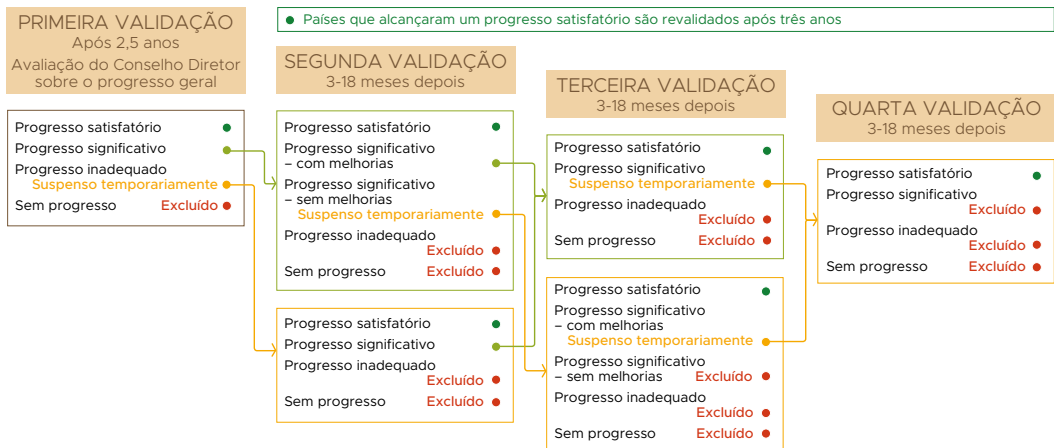 PRIMEIRA VALIDAÇÃO
Após 2,5 anos
Avaliação do Conselho Diretor
sobre o progresso geral
Países que alcançaram um progresso satisfatório são revalidados após três anos
SEGUNDA VALIDAÇÃO
3-18 meses depois
TERCEIRA VALIDAÇÃO
3-18 meses depois
QUARTA VALIDAÇÃO
3-18 meses depois
Progresso satisfatório
Progresso significativo
Progresso inadequado
Suspenso temporariamente
Sem progresso Excluído
Progresso satisfatório
Progresso significativo
– com melhorias
Progresso significativo
– sem melhorias
Suspenso temporariamente
Progresso inadequado
Excluído
Sem progresso Excluído
Progresso satisfatório
Progresso significativo
Progresso inadequado
Excluído
Sem progresso Excluído
Progresso satisfatório
Progresso significativo
Suspenso temporariamente
Progresso inadequado
Excluído
Sem progresso Excluído
Progresso satisfatório
Progresso significativo
– com melhorias
Suspenso temporariamente
Progresso significativo
– sem melhorias Excluído
Progresso inadequado
Excluído
Sem progresso Excluído
Progresso satisfatório
Progresso significativo
Excluído
Progresso inadequado
Excluído
Sem progresso Excluído